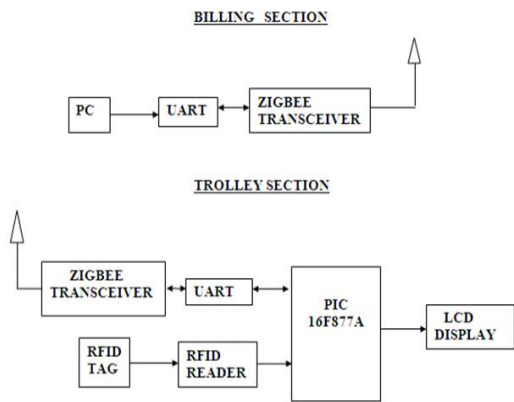 BILLING SECTION
PC
UART
ZIGBEE
TRANSCEIVER
TROLLEY SECTION
ZIGBEE
TRANSCEIVER
UART
PIC
16F877A
LCD
DISPLAY
RFID
TAG
RFID
READER